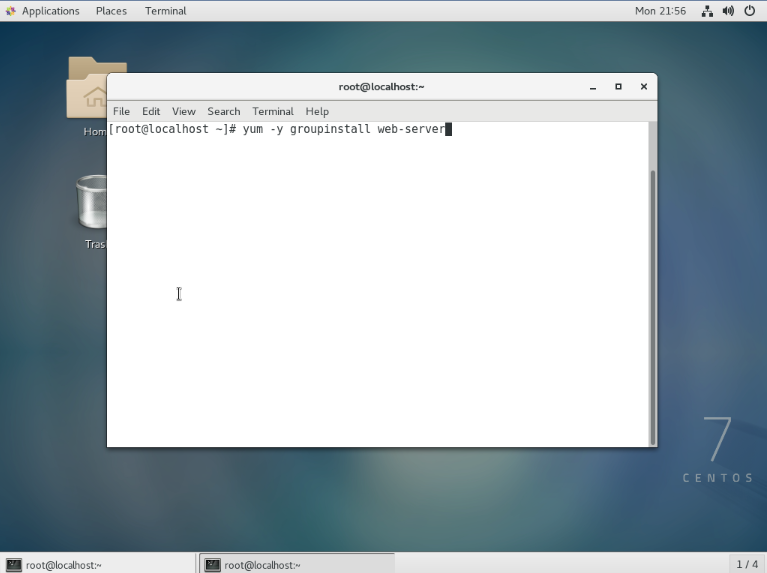 Applications Places Terminal Mon 21:56
root@localhost:~
File Edit View Search Terminal Help
[root@localhost ~]# yum -y groupinstall web-server
Hom
Tras
7
CENTOS
root@localhost:~ root@localhost:~ 1 / 4